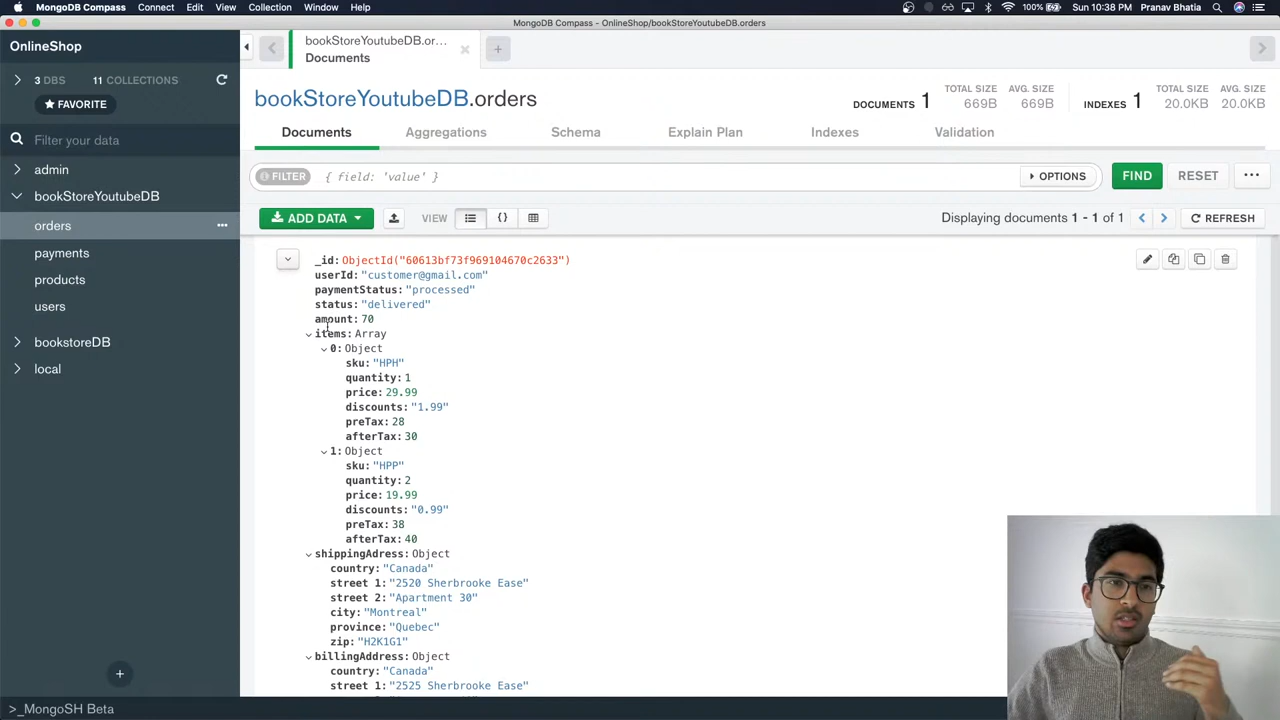 MongoDB Compass Connect Edit View Collection Window Help 100% Sun 10:38 PM Pranav Bhatia
MongoDB Compass - OnlineShop/bookStoreYoutubeDB.orders
OnlineShop
3 DBS 11 COLLECTIONS
FAVORITE
Filter your data
admin
bookStoreYoutubeDB
orders
payments
products
users
bookstoreDB
local
>_MongoSH Beta
bookStoreYoutubeDB.or...
Documents
bookStoreYoutubeDB.orders
DOCUMENTS 1 TOTAL SIZE 669B AVG. SIZE 669B INDEXES 1 TOTAL SIZE 20.0KB AVG. SIZE 20.0KB
Documents Aggregations Schema Explain Plan Indexes Validation
FILTER { field: 'value' } OPTIONS FIND RESET ...
ADD DATA VIEW {} Displaying documents 1 - 1 of 1 REFRESH
_id: ObjectId("60613bf73f969104670c2633")
userId: "customer@gmail.com"
paymentStatus: "processed"
status: "delivered"
amount: 70
items: Array
0: Object
sku: "HPH"
quantity: 1
price: 29.99
discounts: "1.99"
preTax: 28
afterTax: 30
1: Object
sku: "HPP"
quantity: 2
price: 19.99
discounts: "0.99"
preTax: 38
afterTax: 40
shippingAdress: Object
country: "Canada"
street 1: "2520 Sherbrooke Ease"
street 2: "Apartment 30"
city: "Montreal"
province: "Quebec"
zip: "H2K1G1"
billingAddress: Object
country: "Canada"
street 1: "2525 Sherbrooke Ease"